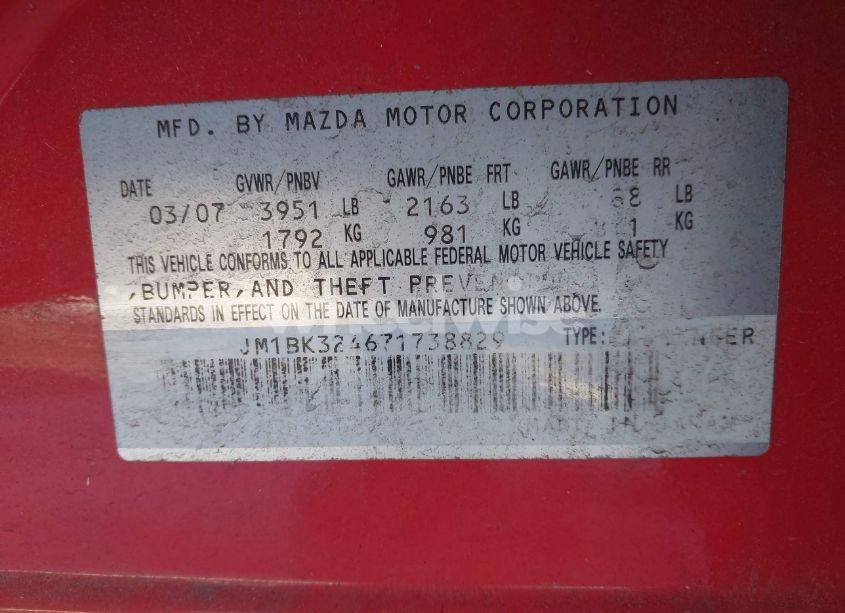 MFD. BY MAZDA MOTOR CORPORATION
DATE GVWR/PNBV GAWR/PNBE FRT GAWR/PNBE RR
03/07 3951 LB 2163 LB LB
1792 KG 981 KG KG
THIS VEHICLE CONFORMS TO ALL APPLICABLE FEDERAL MOTOR VEHICLE SAFETY
,BUMPER,AND THEFT
STANDARDS IN EFFECT ON THE DATE OF MANUFACTURE SHOWN ABOVE.
JM1BK324671738829 TYPE: